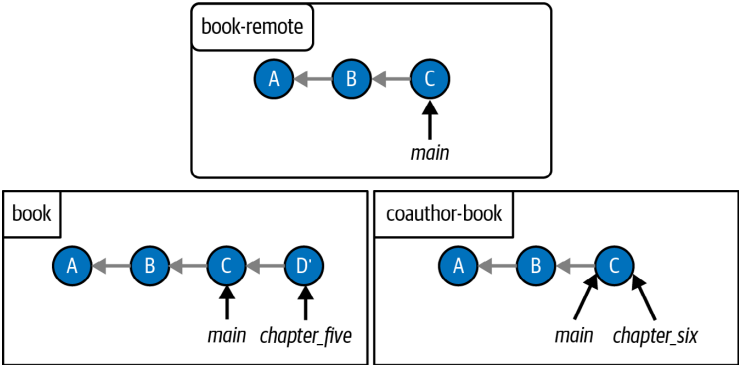 book-remote
A B C
main
book
A B C D'
main chapter_five
coauthor-book
A B C
main chapter_six